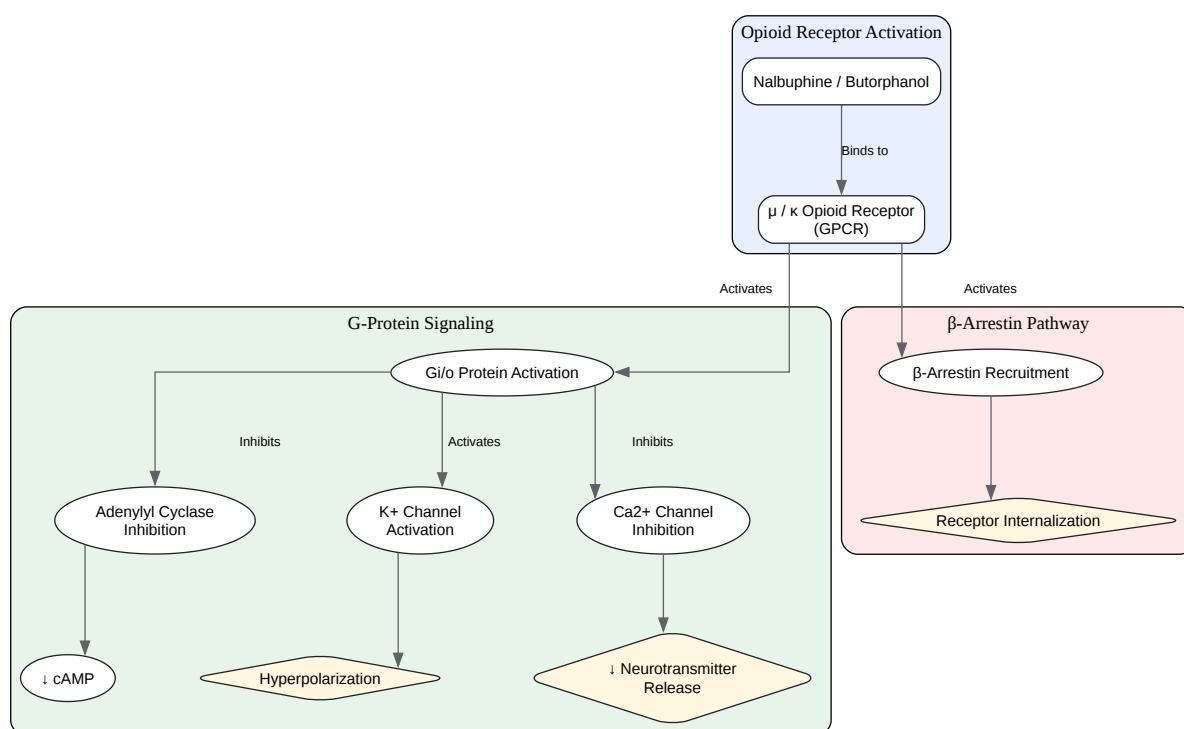 Opioid Receptor Activation
Nalbuphine / Butorphanol
Binds to
μ / κ Opioid Receptor
(GPCR)
Activates
Activates
G-Protein Signaling
Gi/o Protein Activation
Inhibits
Activates
Inhibits
Adenylyl Cyclase
Inhibition
K+ Channel
Activation
Ca2+ Channel
Inhibition
↓ cAMP
Hyperpolarization
↓ Neurotransmitter
Release
β-Arrestin Pathway
β-Arrestin Recruitment
Receptor Internalization